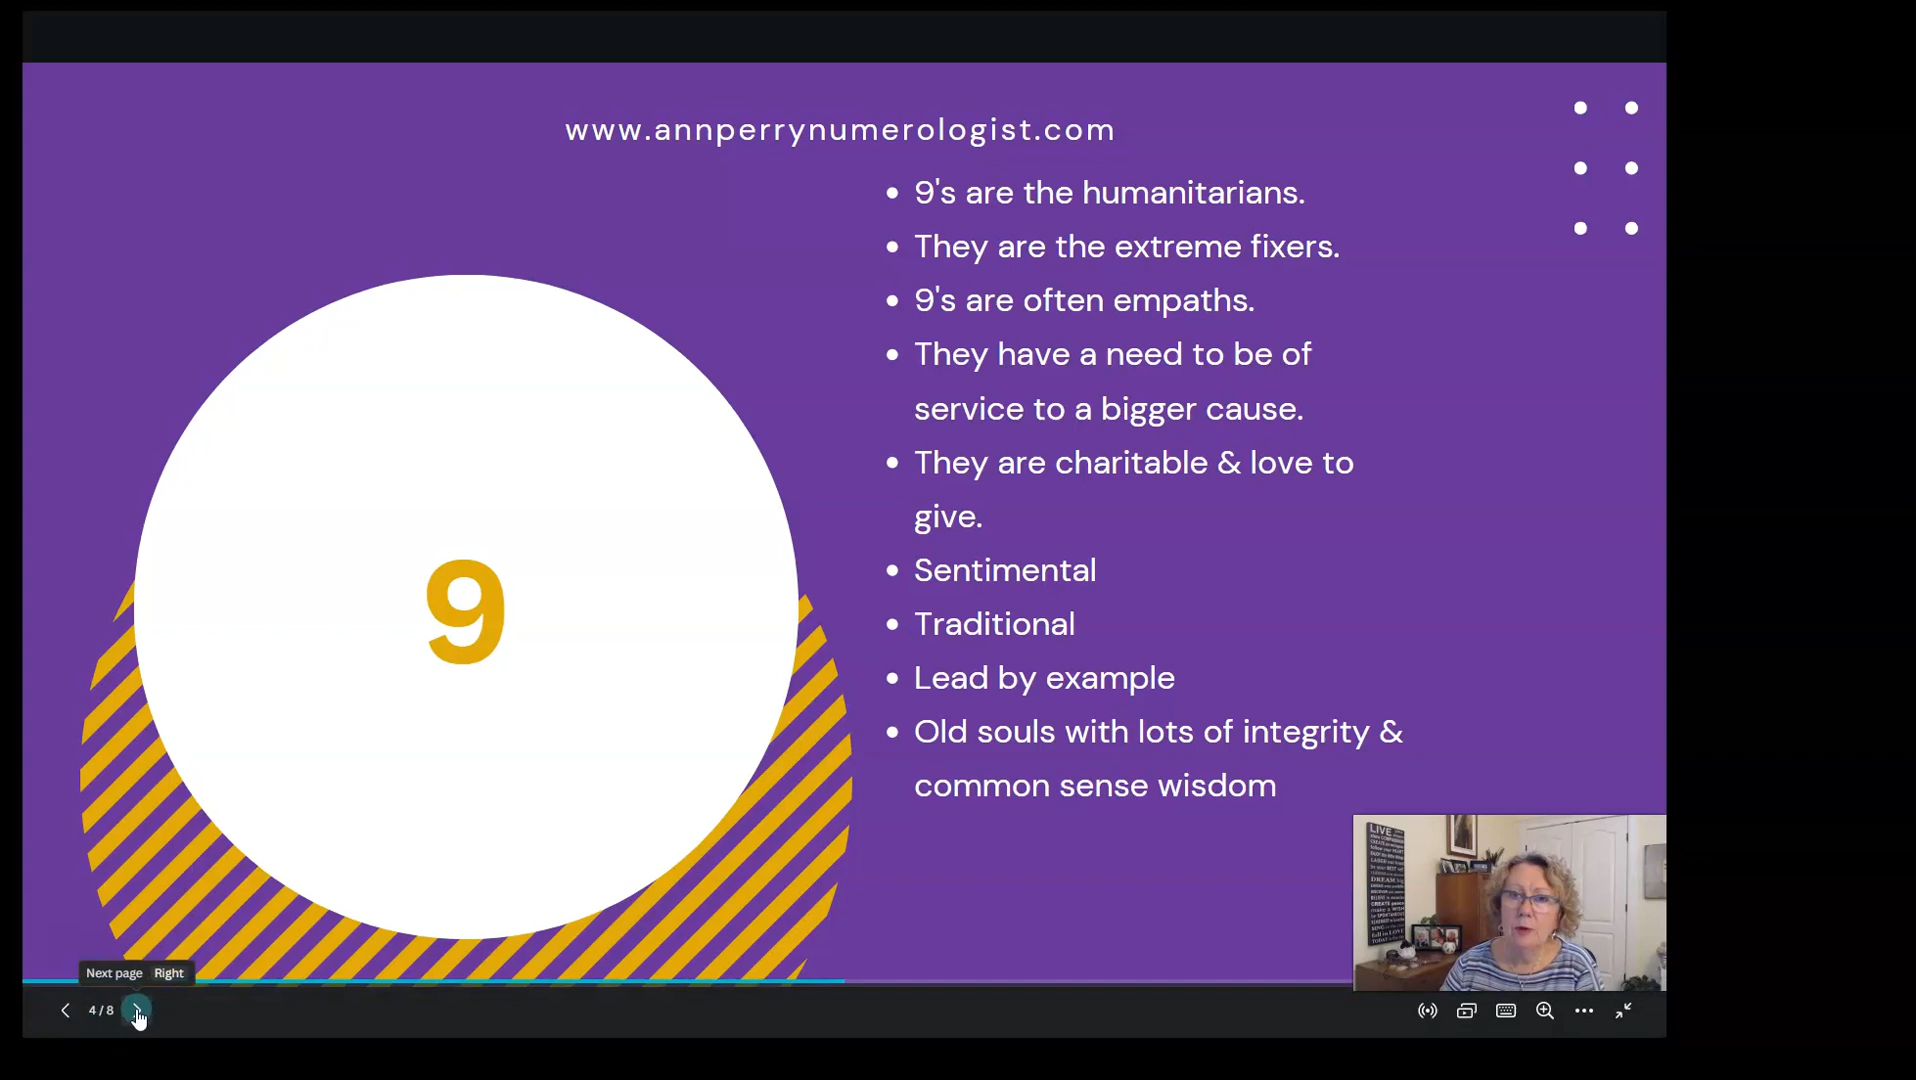 www.annperrynumerologist.com
• 9's are the humanitarians.
• They are the extreme fixers.
• 9's are often empaths.
• They have a need to be of
service to a bigger cause.
• They are charitable & love to
give.
• Sentimental
• Traditional
• Lead by example
• Old souls with lots of integrity &
common sense wisdom
9
LIVE
DREAM
Next page Right
4 / 8